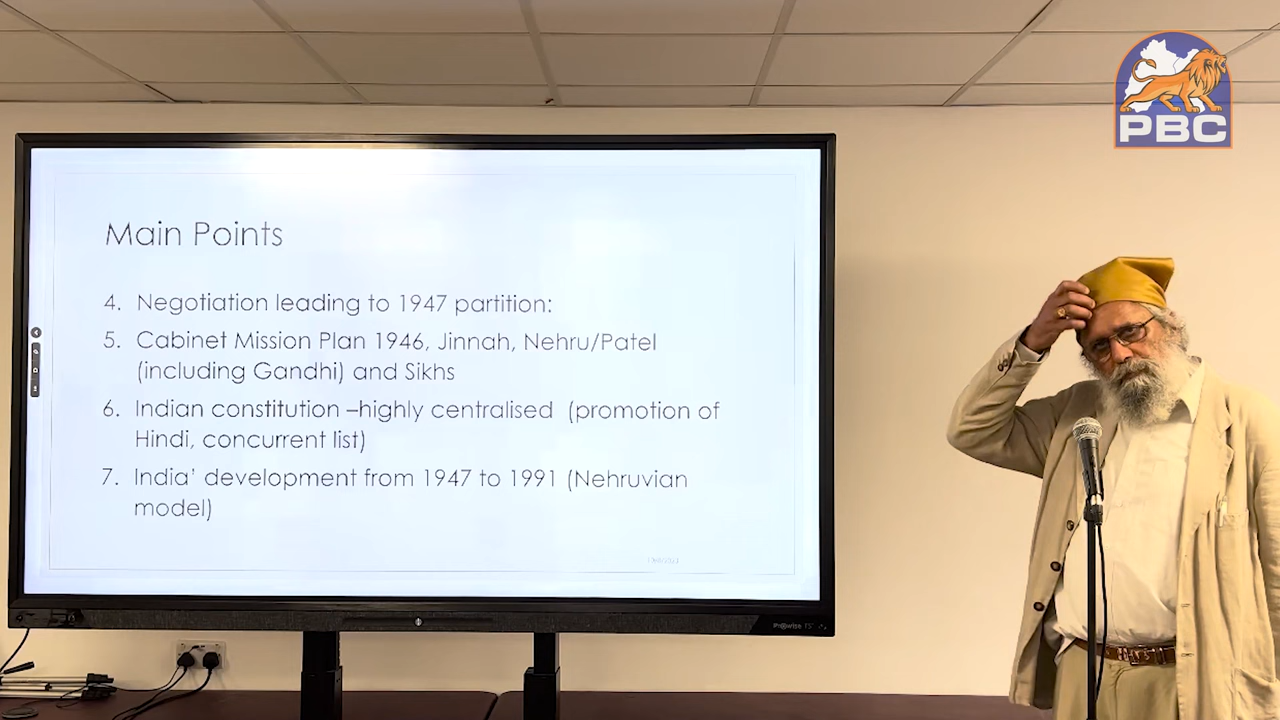 PBC
Main Points
4. Negotiation leading to 1947 partition:
5. Cabinet Mission Plan 1946, Jinnah, Nehru/Patel
(including Gandhi) and Sikhs
6. Indian constitution –highly centralised (promotion of
Hindi, concurrent list)
7. India' development from 1947 to 1991 (Nehruvian
model)
Prowise